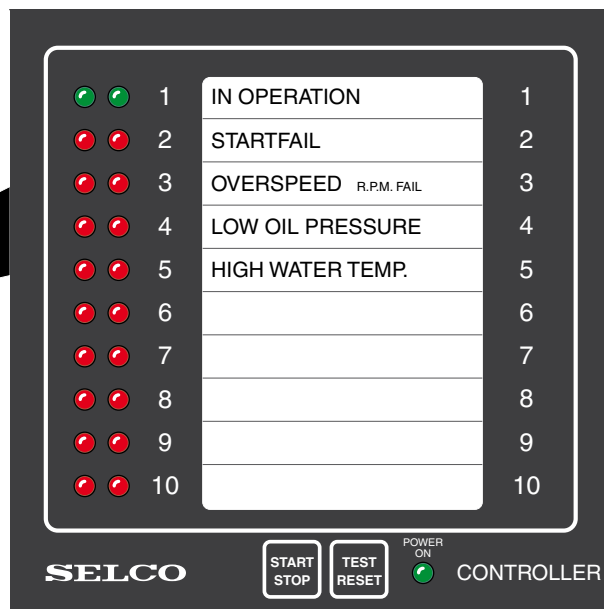 1 IN OPERATION 1
2 STARTFAIL 2
3 OVERSPEED R.P.M. FAIL 3
4 LOW OIL PRESSURE 4
5 HIGH WATER TEMP. 5
6 6
7 7
8 8
9 9
10 10
SELCO
START
STOP
TEST
RESET
POWER
ON
CONTROLLER